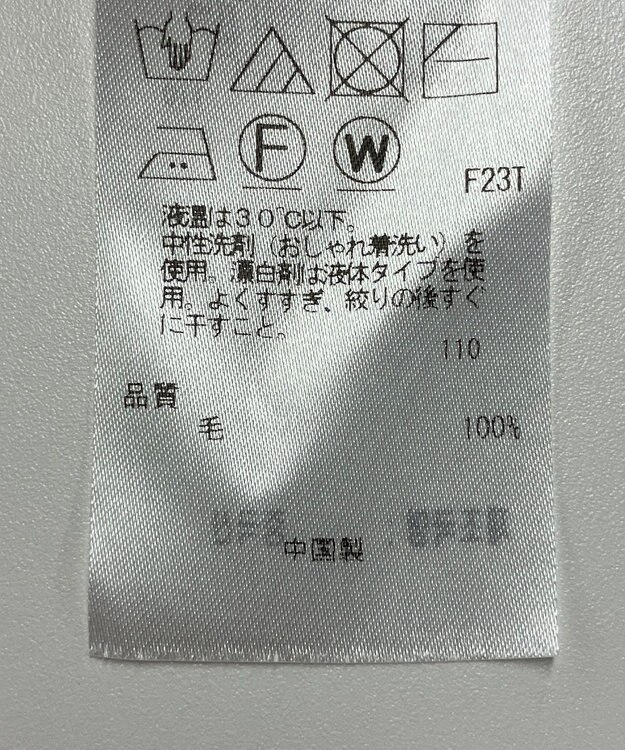 F W
F23T
液温は30℃以下。
中性洗剤（おしゃれ着洗い）を
使用。漂白剤は液体タイプを使
用。よくすすぎ、絞りの後すぐ
に干すこと。
110
品質
毛 100%
中国製